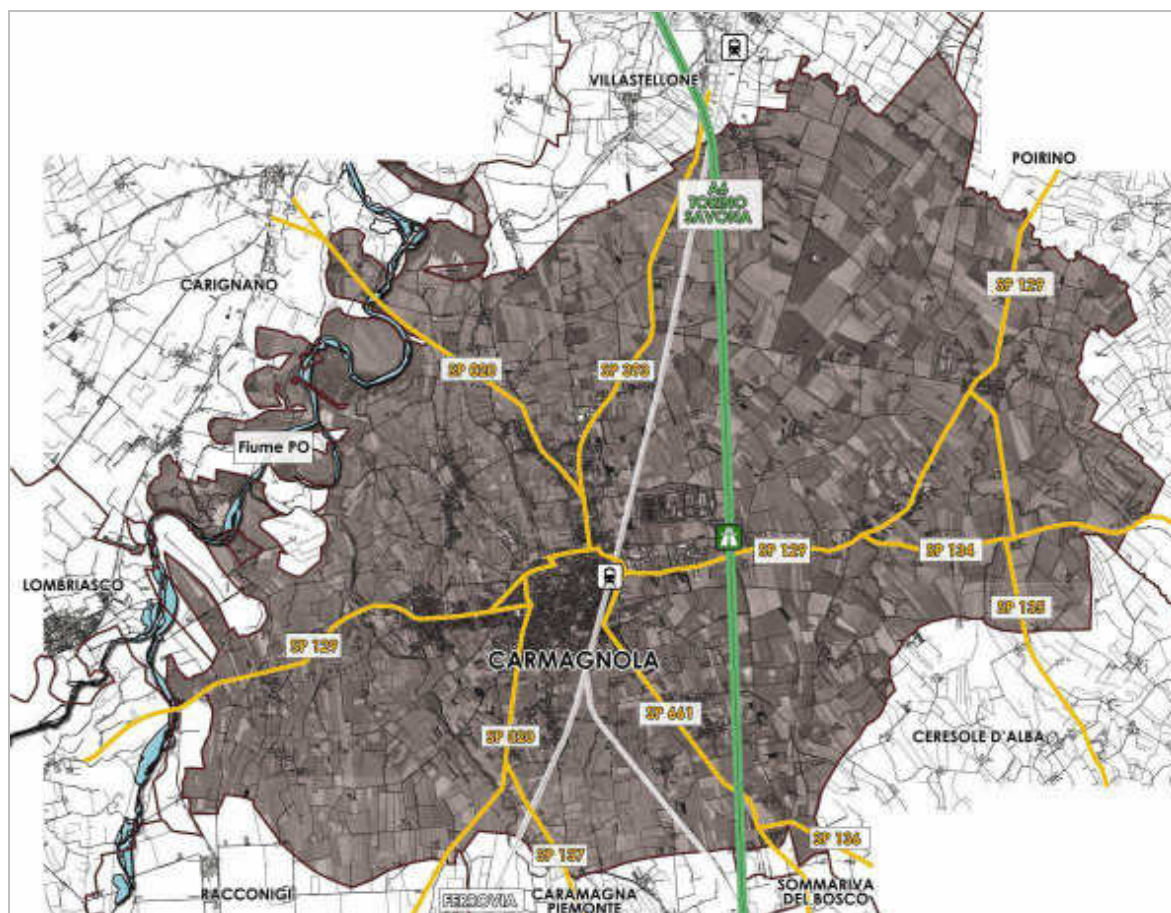 VILLASTELLONE
POIRINO
A6
TORINO
SAVONA
CARIGNANO
SP 129
SP 020
SP 393
Fiume PO
SP 129
SP 134
LOMBRIASCO
SP 135
SP 129
CARMAGNOLA
SP 661
SP 020
CERESOLE D'ALBA
SP 136
SP 137
RACCONIGI
FERROVIA
CARAMAGNA
PIEMONTE
SOMMARIVA
DEL BOSCO